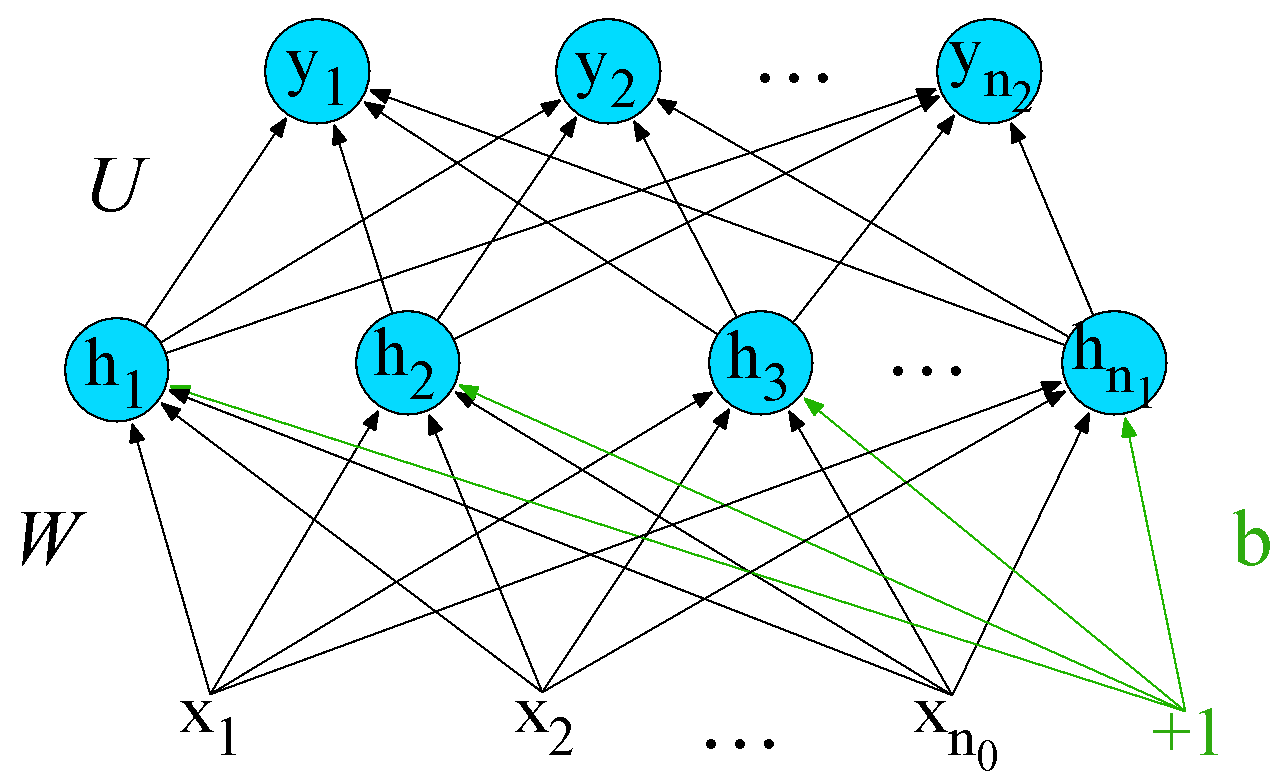 y₁ y₂ ... yₙ₂
U
h₁ h₂ h₃ ... hₙ₁
W b
x₁ x₂ ... xₙ₀ +1